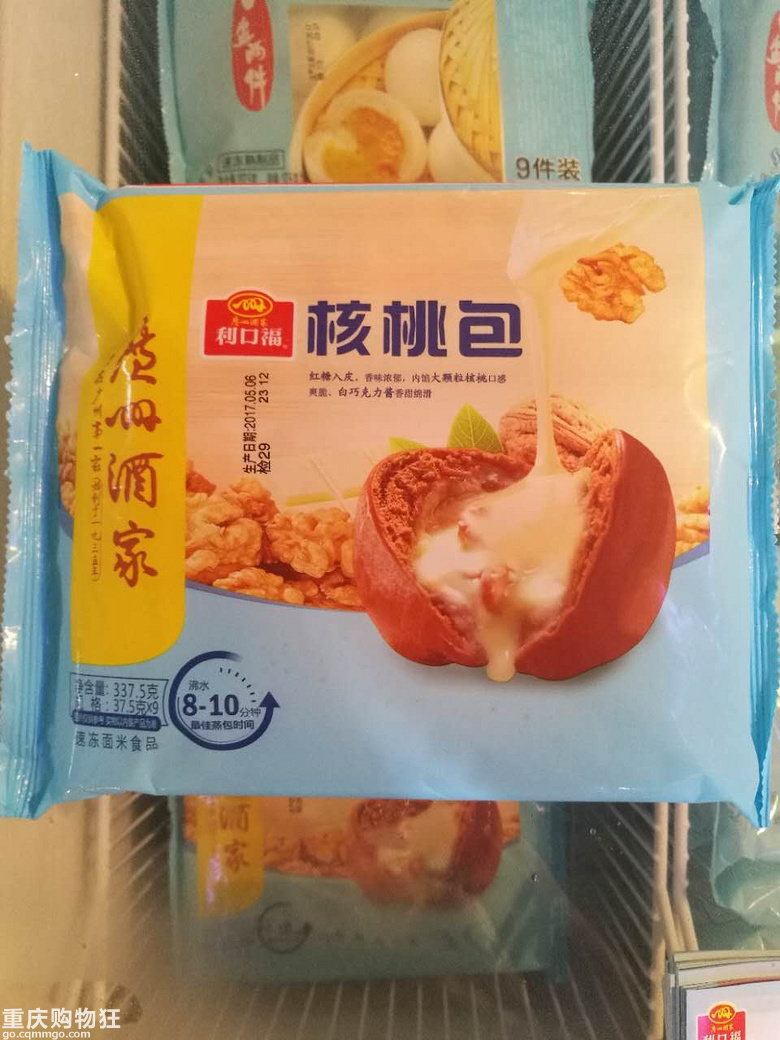 9件装
廣州酒家
利口福
核桃包
红糖入皮，香味浓郁，内馅大颗粒核桃口感
爽脆、白巧克力酱香甜绵滑
生产日期:2017.05.06
23 12
检29
净含量: 337.5克
规格: 37.5克×9
速冻面米食品
沸水
8-10分钟
最佳蒸包时间
酒家
利口福
重庆购物狂
go.cqmmgo.com